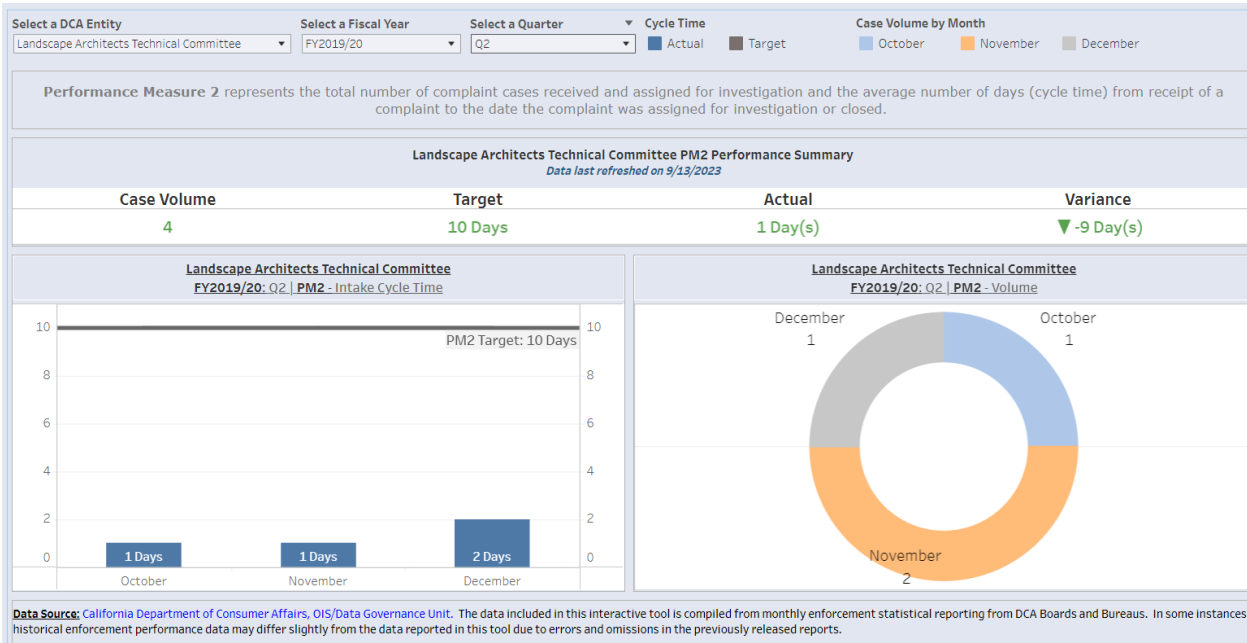 Select a DCA Entity
Select a Fiscal Year
Select a Quarter
Cycle Time
Case Volume by Month
Landscape Architects Technical Committee
FY2019/20
Q2
Actual
Target
October
November
December
Performance Measure 2 represents the total number of complaint cases received and assigned for investigation and the average number of days (cycle time) from receipt of a
complaint to the date the complaint was assigned for investigation or closed.
Landscape Architects Technical Committee PM2 Performance Summary
Data last refreshed on 9/13/2023
Case Volume
Target
Actual
Variance
4
10 Days
1 Day(s)
▼ -9 Day(s)
Landscape Architects Technical Committee
FY2019/20: Q2 | PM2 - Intake Cycle Time
10
10
PM2 Target: 10 Days
8
8
6
6
4
4
2
2
0
1 Days
1 Days
2 Days
0
October
November
December
Landscape Architects Technical Committee
FY2019/20: Q2 | PM2 - Volume
December
1
October
1
November
2
Data Source: California Department of Consumer Affairs, OIS/Data Governance Unit. The data included in this interactive tool is compiled from monthly enforcement statistical reporting from DCA Boards and Bureaus. In some instances
historical enforcement performance data may differ slightly from the data reported in this tool due to errors and omissions in the previously released reports.